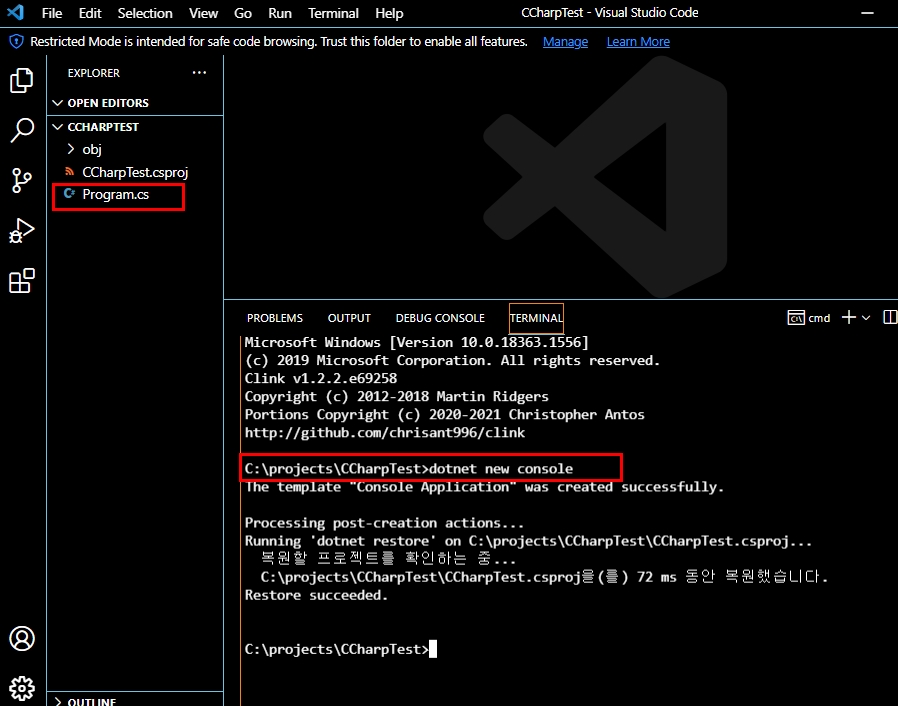 File Edit Selection View Go Run Terminal Help CCharpTest - Visual Studio Code
Restricted Mode is intended for safe code browsing. Trust this folder to enable all features. Manage Learn More
EXPLORER
OPEN EDITORS
CCHARPTEST
obj
CCharpTest.csproj
C# Program.cs
OUTLINE
PROBLEMS OUTPUT DEBUG CONSOLE TERMINAL cmd
Microsoft Windows [Version 10.0.18363.1556]
(c) 2019 Microsoft Corporation. All rights reserved.
Clink v1.2.2.e69258
Copyright (c) 2012-2018 Martin Ridgers
Portions Copyright (c) 2020-2021 Christopher Antos
http://github.com/chrisant996/clink
C:\projects\CCharpTest>dotnet new console
The template "Console Application" was created successfully.
Processing post-creation actions...
Running 'dotnet restore' on C:\projects\CCharpTest\CCharpTest.csproj...
복원할 프로젝트를 확인하는 중...
C:\projects\CCharpTest\CCharpTest.csproj을(를) 72 ms 동안 복원했습니다.
Restore succeeded.
C:\projects\CCharpTest>